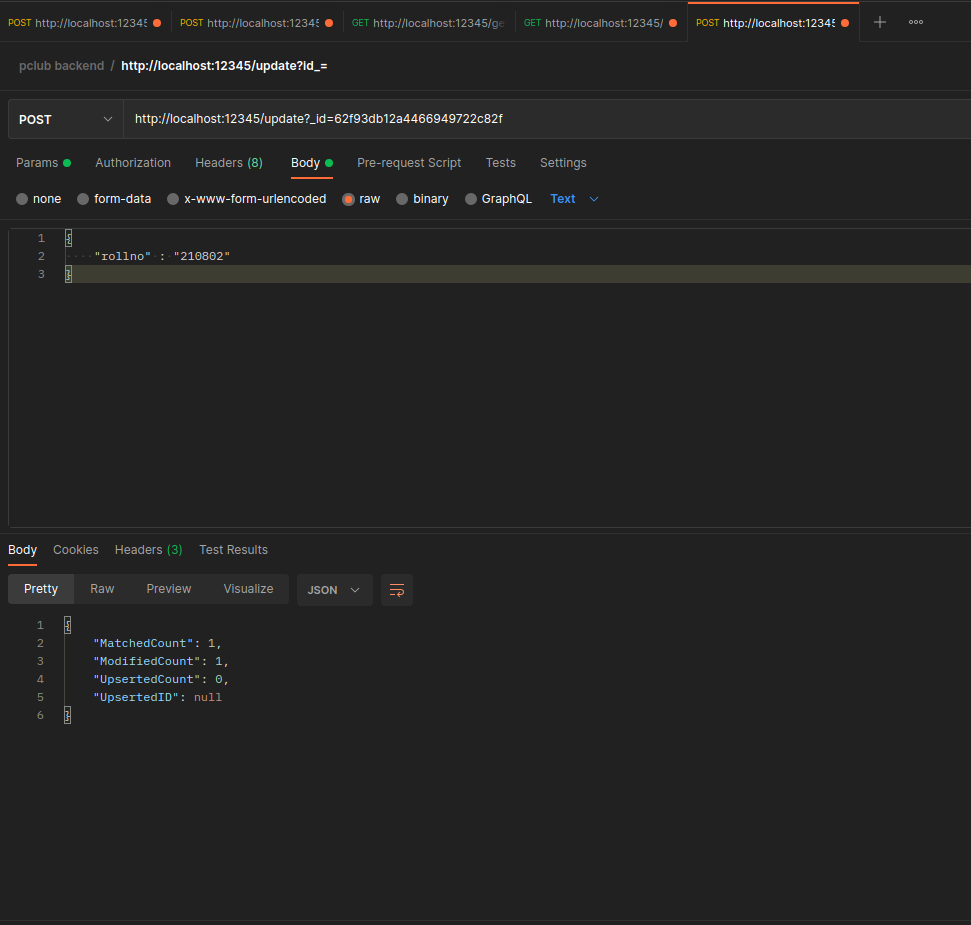 POST http://localhost:12345 POST http://localhost:12345 GET http://localhost:12345/ge GET http://localhost:12345/ POST http://localhost:12345
pclub backend / http://localhost:12345/update?id_=
POST http://localhost:12345/update?_id=62f93db12a4466949722c82f
Params Authorization Headers (8) Body Pre-request Script Tests Settings
none form-data x-www-form-urlencoded raw binary GraphQL Text
1 {
2 "rollno" : "210802"
3 }
Body Cookies Headers (3) Test Results
Pretty Raw Preview Visualize JSON
1 {
2 "MatchedCount": 1,
3 "ModifiedCount": 1,
4 "UpsertedCount": 0,
5 "UpsertedID": null
6 }